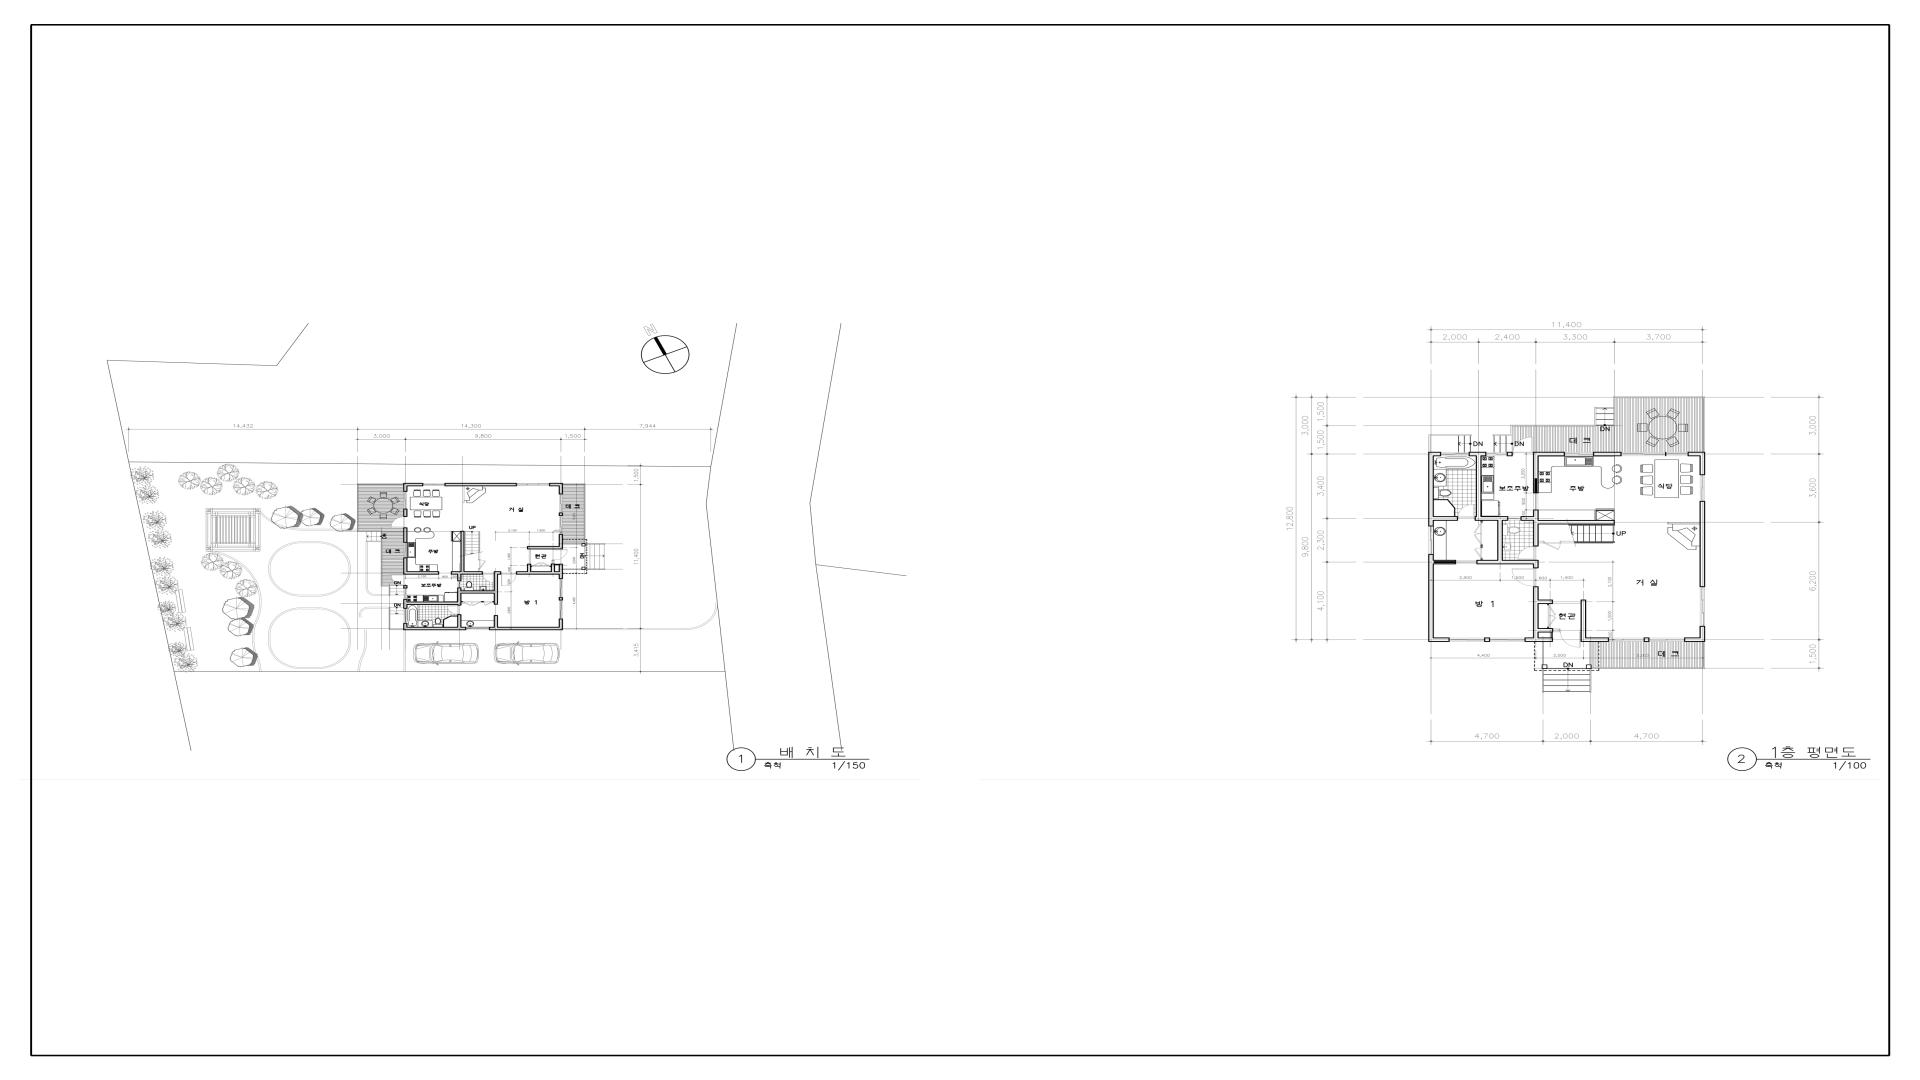 N
14,432
14,300
7,944
3,000
9,800
1,500
1,500
식당
거 실
데 크
UP
데 크
주방
현관
DN
11,400
DN
보조주방
DN
방 1
3,415
1
배 치 도
축척
1/150
11,400
2,000
2,400
3,300
3,700
12,800
3,000
9,800
1,500
1,500
3,400
2,300
4,100
3,000
3,600
6,200
1,500
DN
데 크
DN
DN
보조주방
주방
식당
UP
거 실
방 1
현관
데 크
DN
4,400
2,000
4,700
2,000
4,700
2
1층 평면도
축척
1/100